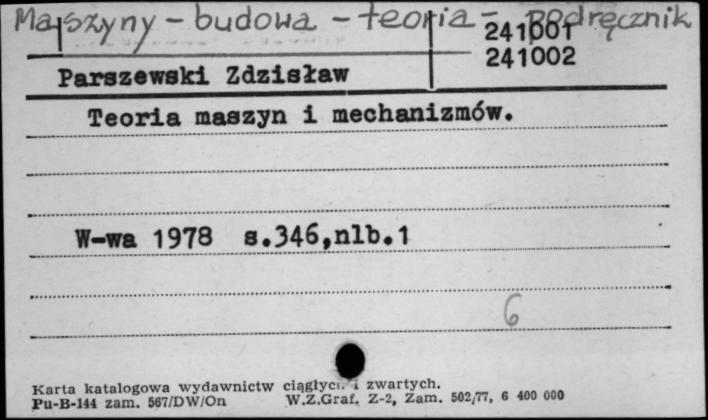 Maszyny - budowa - teoria - podręcznik
241001
241002
Parszewski Zdzisław
Teoria maszyn i mechanizmów.
W-wa 1978 s.346,nlb.1
6
Karta katalogowa wydawnictw ciągłych i zwartych.
Pu-B-144 zam. 567/DW/On W.Z.Graf. Z-2, Zam. 502/77, 6 400 000